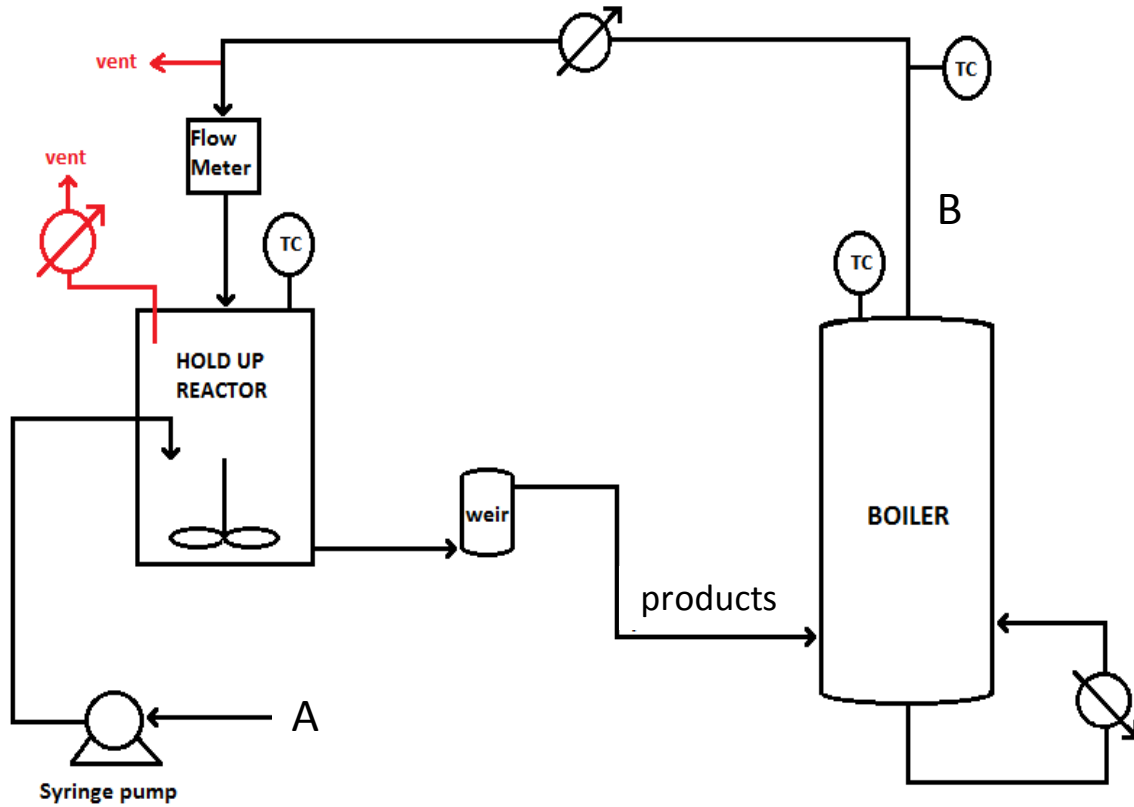 vent
TC
Flow
Meter
vent
B
TC
TC
HOLD UP
REACTOR
weir
BOILER
products
A
Syringe pump